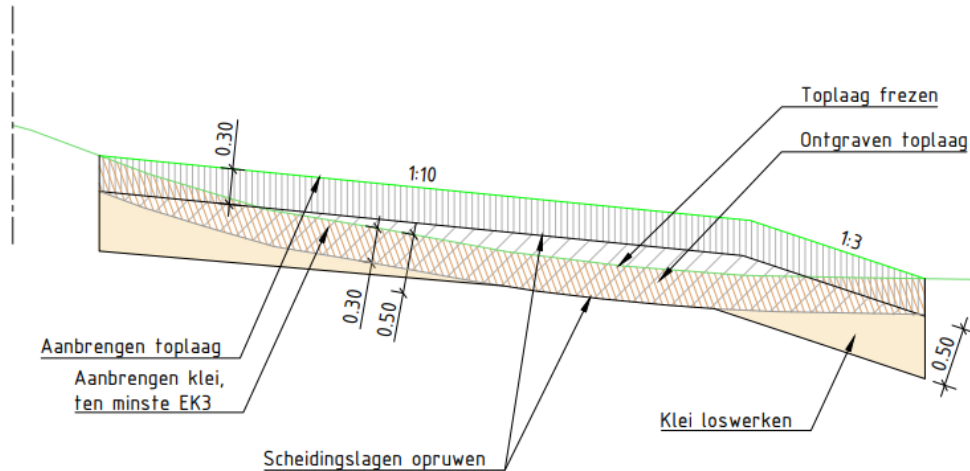 Toplaag frezen
0.30
Ontgraven toplaag
1:10
1:3
0.30
0.50
0.50
Aanbrengen toplaag
Aanbrengen klei,
ten minste EK3
Klei loswerken
Scheidingslagen opruwen